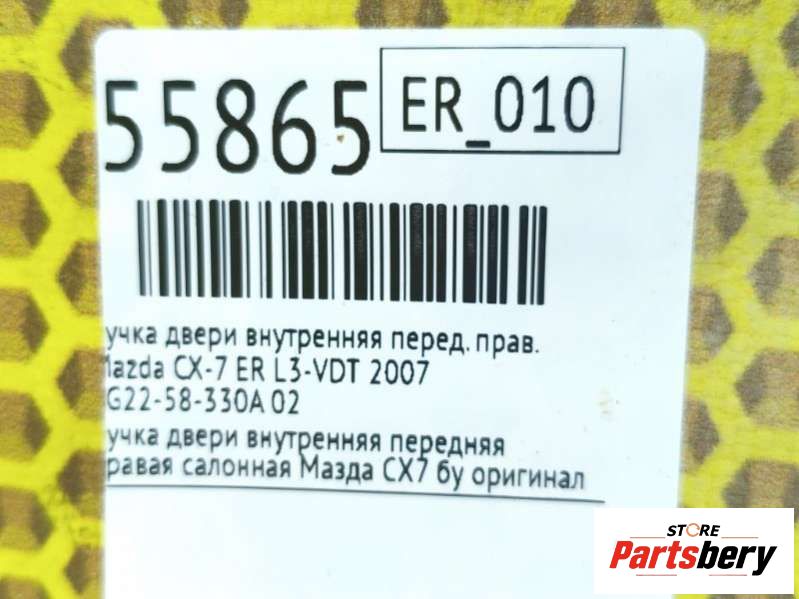 55865
ER_010
учка двери внутренняя перед. прав.
Mazda CX-7 ER L3-VDT 2007
G22-58-330A 02
учка двери внутренняя передняя
равая салонная Мазда СХ7 бу оригинал
STORE
Partsbery